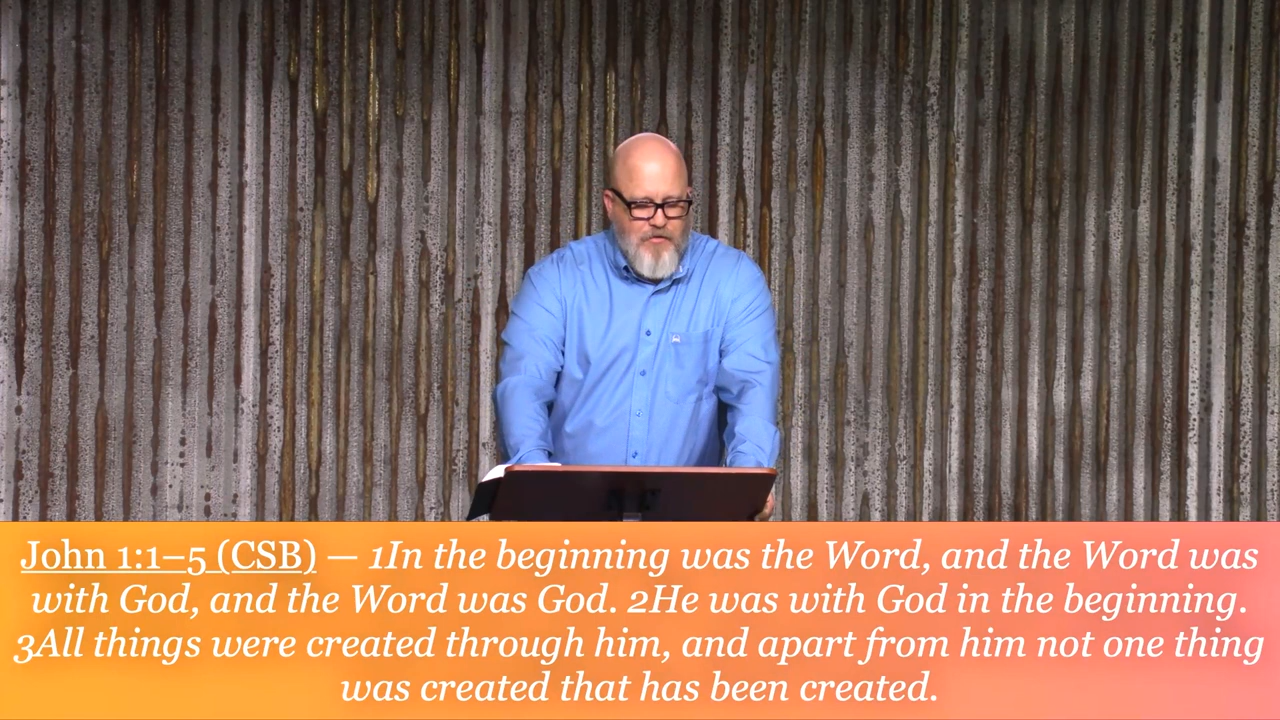 John 1:1–5 (CSB) — 1In the beginning was the Word, and the Word was
with God, and the Word was God. 2He was with God in the beginning.
3All things were created through him, and apart from him not one thing
was created that has been created.